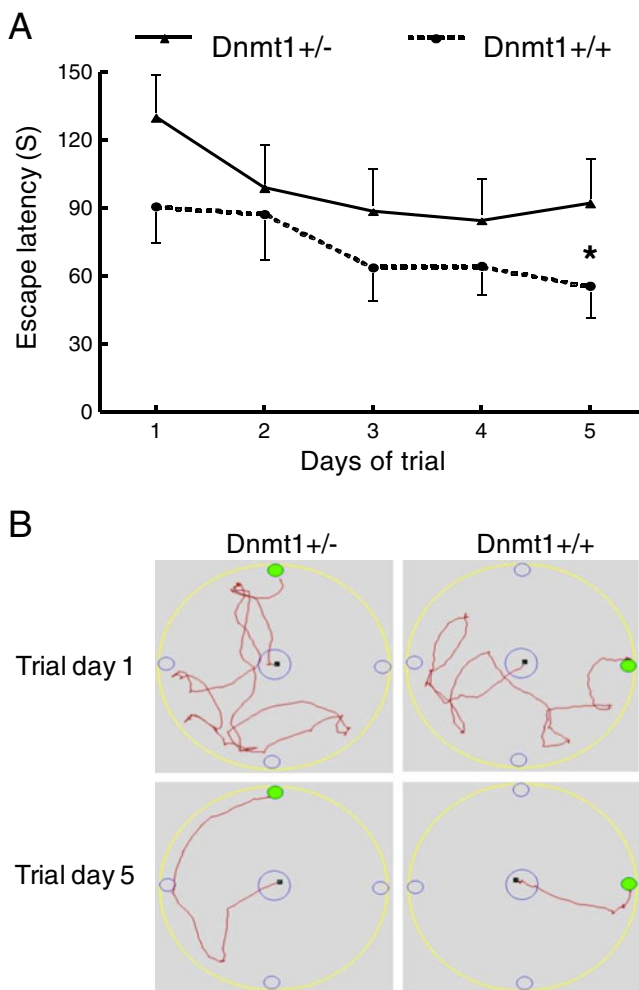 A
Dnmt1+/- Dnmt1+/+
Escape latency (S)
150
120
90
60
30
0
*
1 2 3 4 5
Days of trial
B
Dnmt1+/- Dnmt1+/+
Trial day 1
Trial day 5